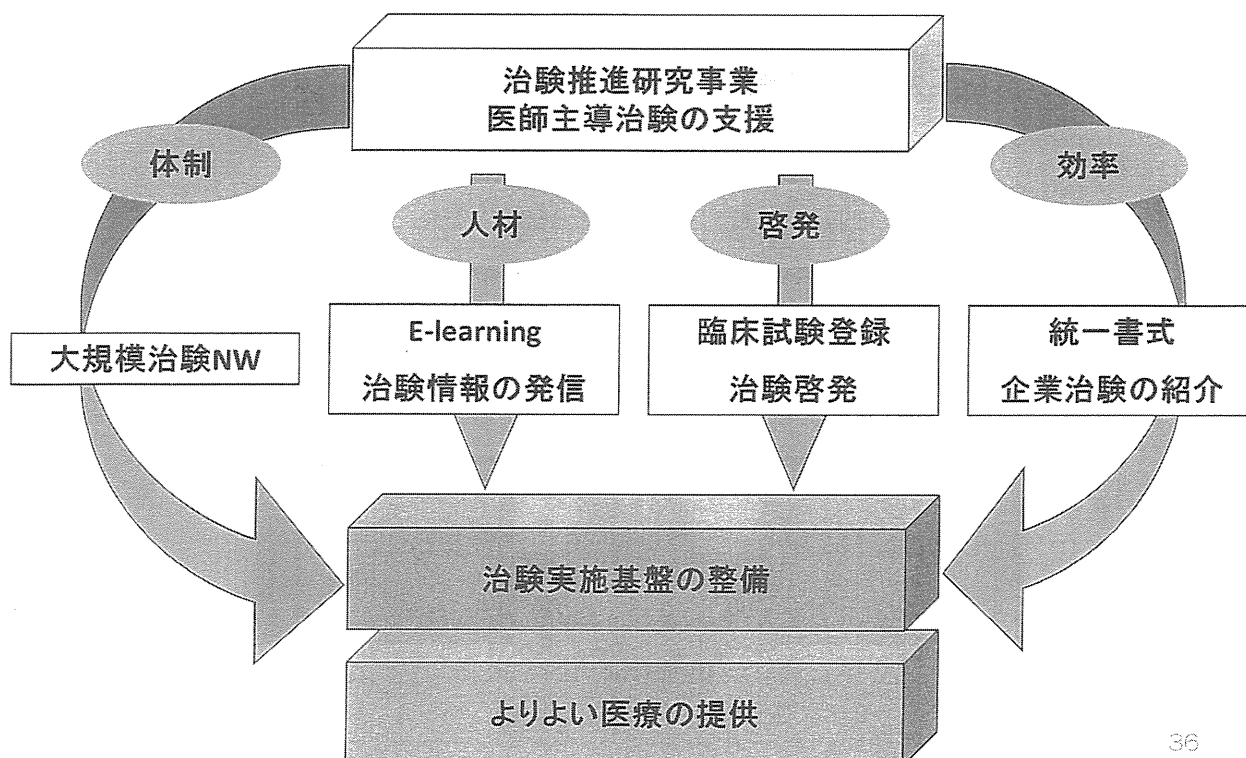 治験推進研究事業
医師主導治験の支援
体制
効率
人材
啓発
大規模治験NW
E-learning
治験情報の発信
臨床試験登録
治験啓発
統一書式
企業治験の紹介
治験実施基盤の整備
よりよい医療の提供
36